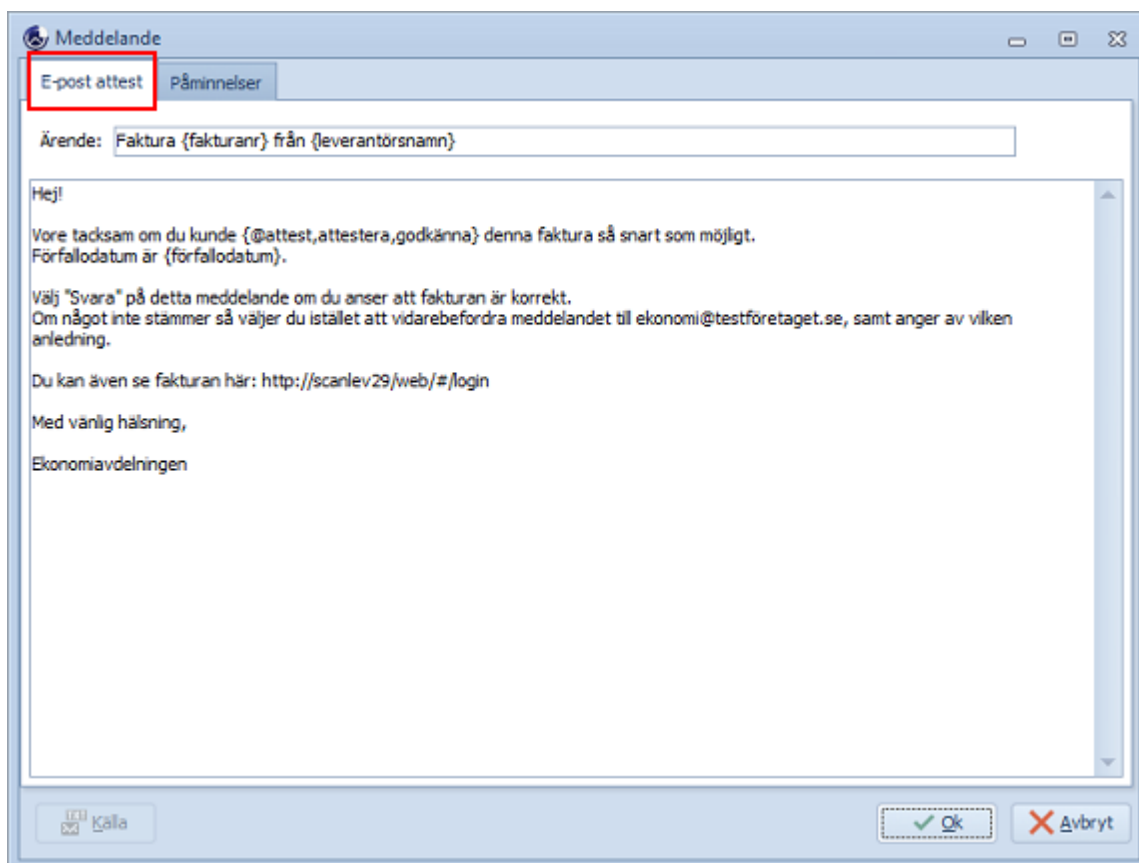 Meddelande
E-post attest Påminnelser
Ärende: Faktura {fakturanr} från {leverantörsnamn}
Hej!
Vore tacksam om du kunde {@attest,attestera,godkänna} denna faktura så snart som möjligt.
Förfallodatum är {förfallodatum}.
Välj "Svara" på detta meddelande om du anser att fakturan är korrekt.
Om något inte stämmer så väljer du istället att vidarebefordra meddelandet till ekonomi@testföretaget.se, samt anger av vilken
anledning.
Du kan även se fakturan här: http://scanlev29/web/#/login
Med vänlig hälsning,
Ekonomiavdelningen
Källa Ok Avbryt